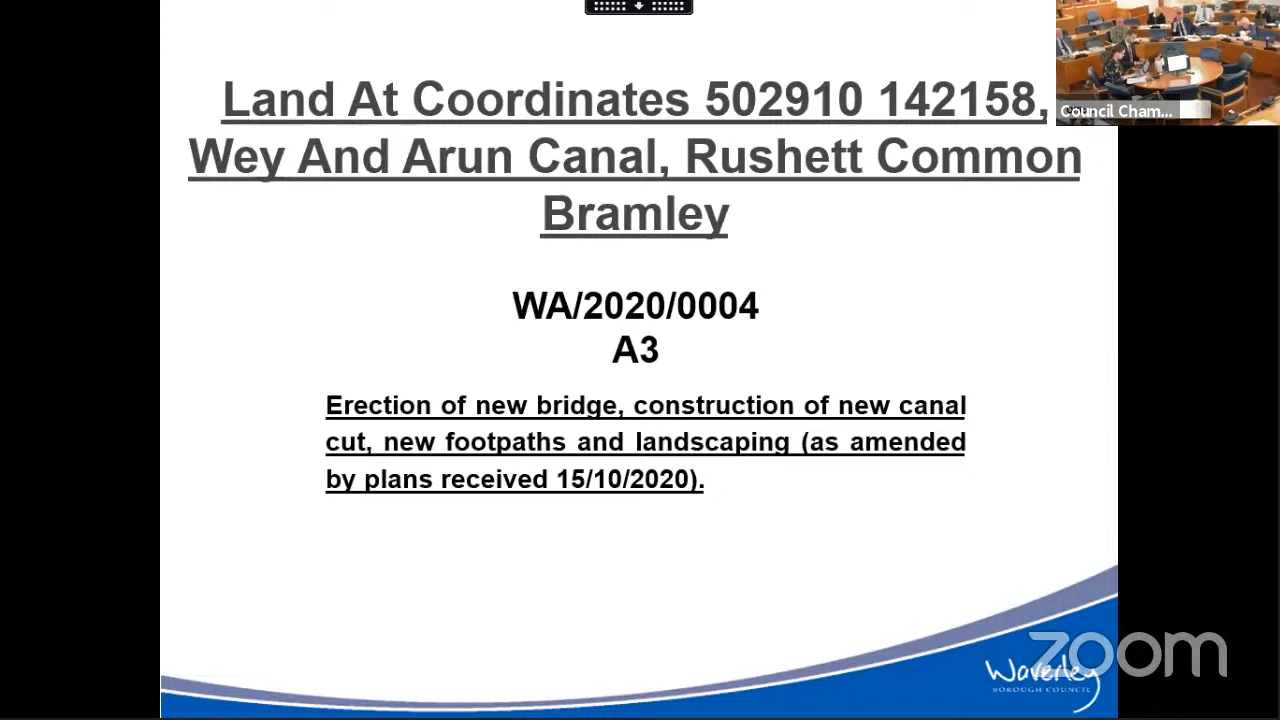 Land At Coordinates 502910 142158,
Wey And Arun Canal, Rushett Common
Bramley
WA/2020/0004
A3
Erection of new bridge, construction of new canal
cut, new footpaths and landscaping (as amended
by plans received 15/10/2020).
Council Cham...
zoom
Waverley
BOROUGH COUNCIL